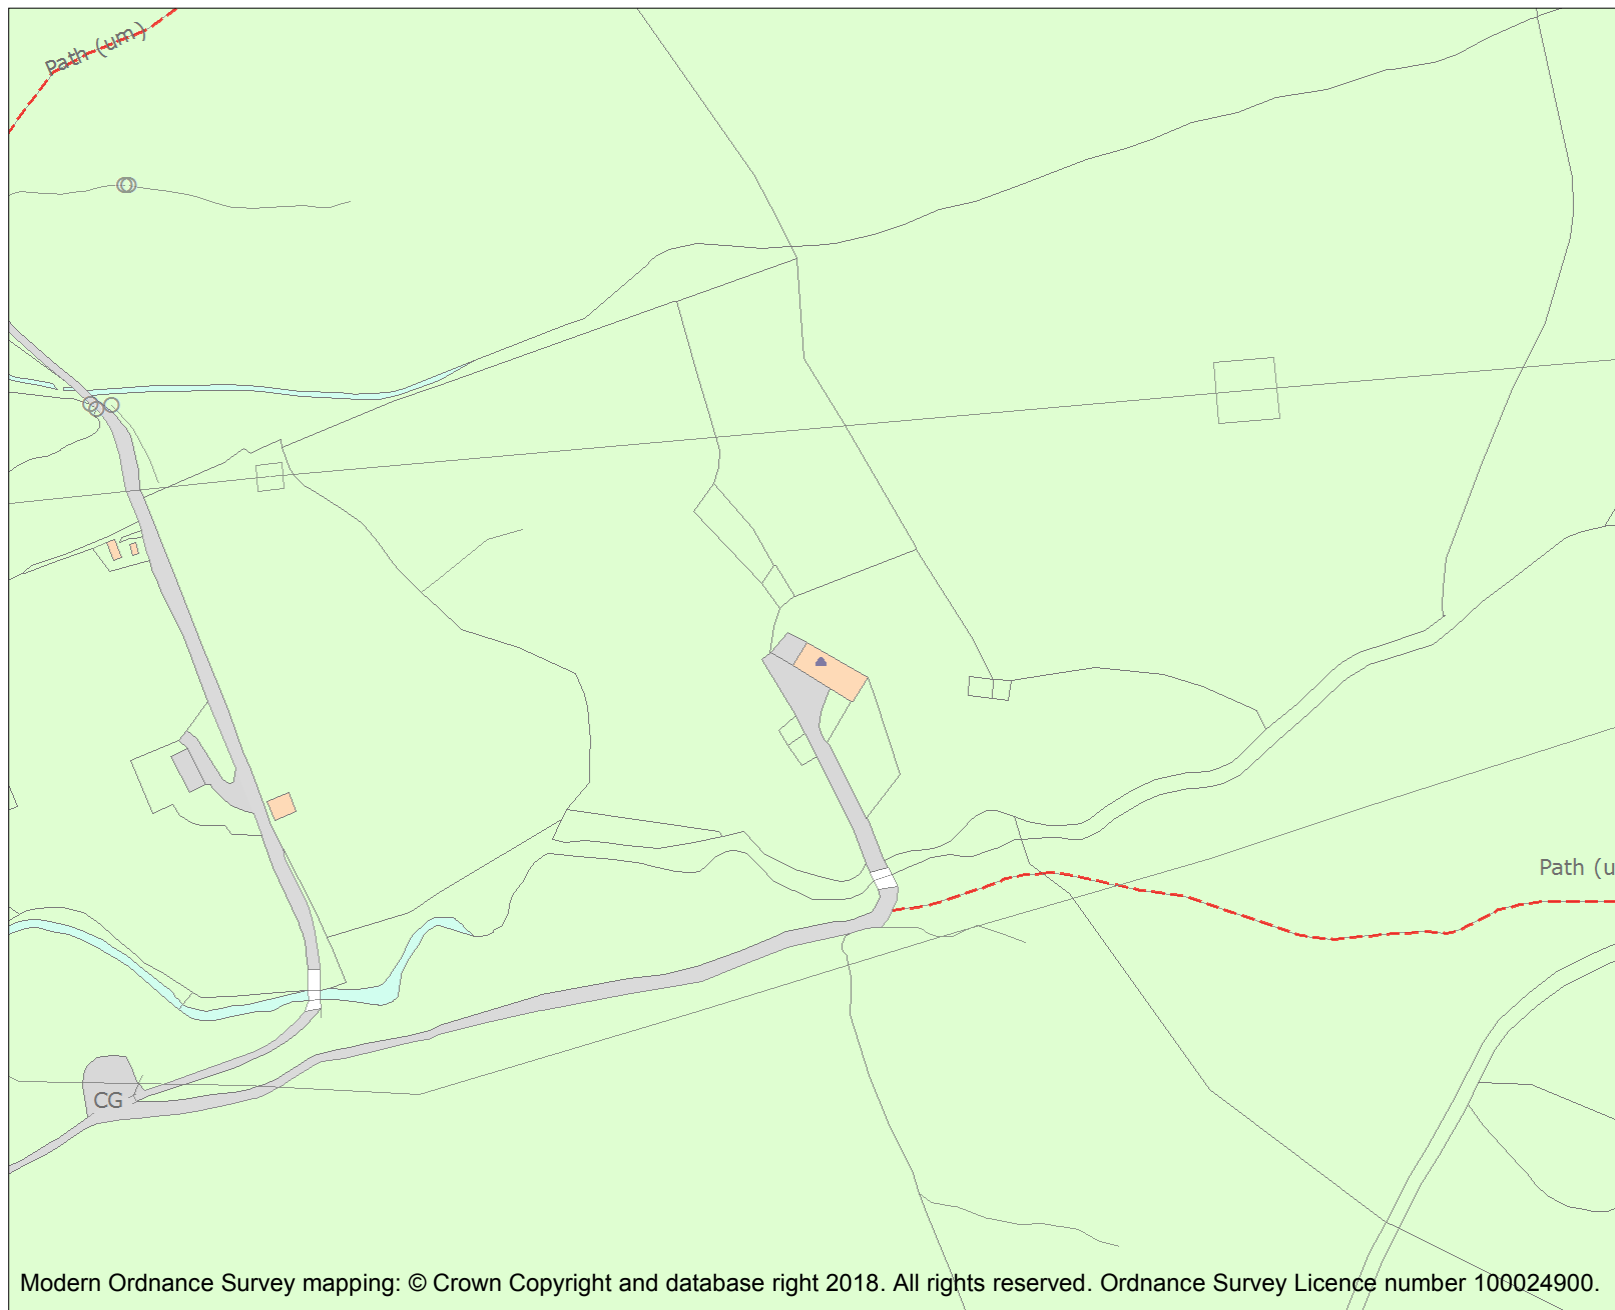 Path (um)
Path (u
CG
Modern Ordnance Survey mapping: © Crown Copyright and database right 2018. All rights reserved. Ordnance Survey Licence number 100024900.